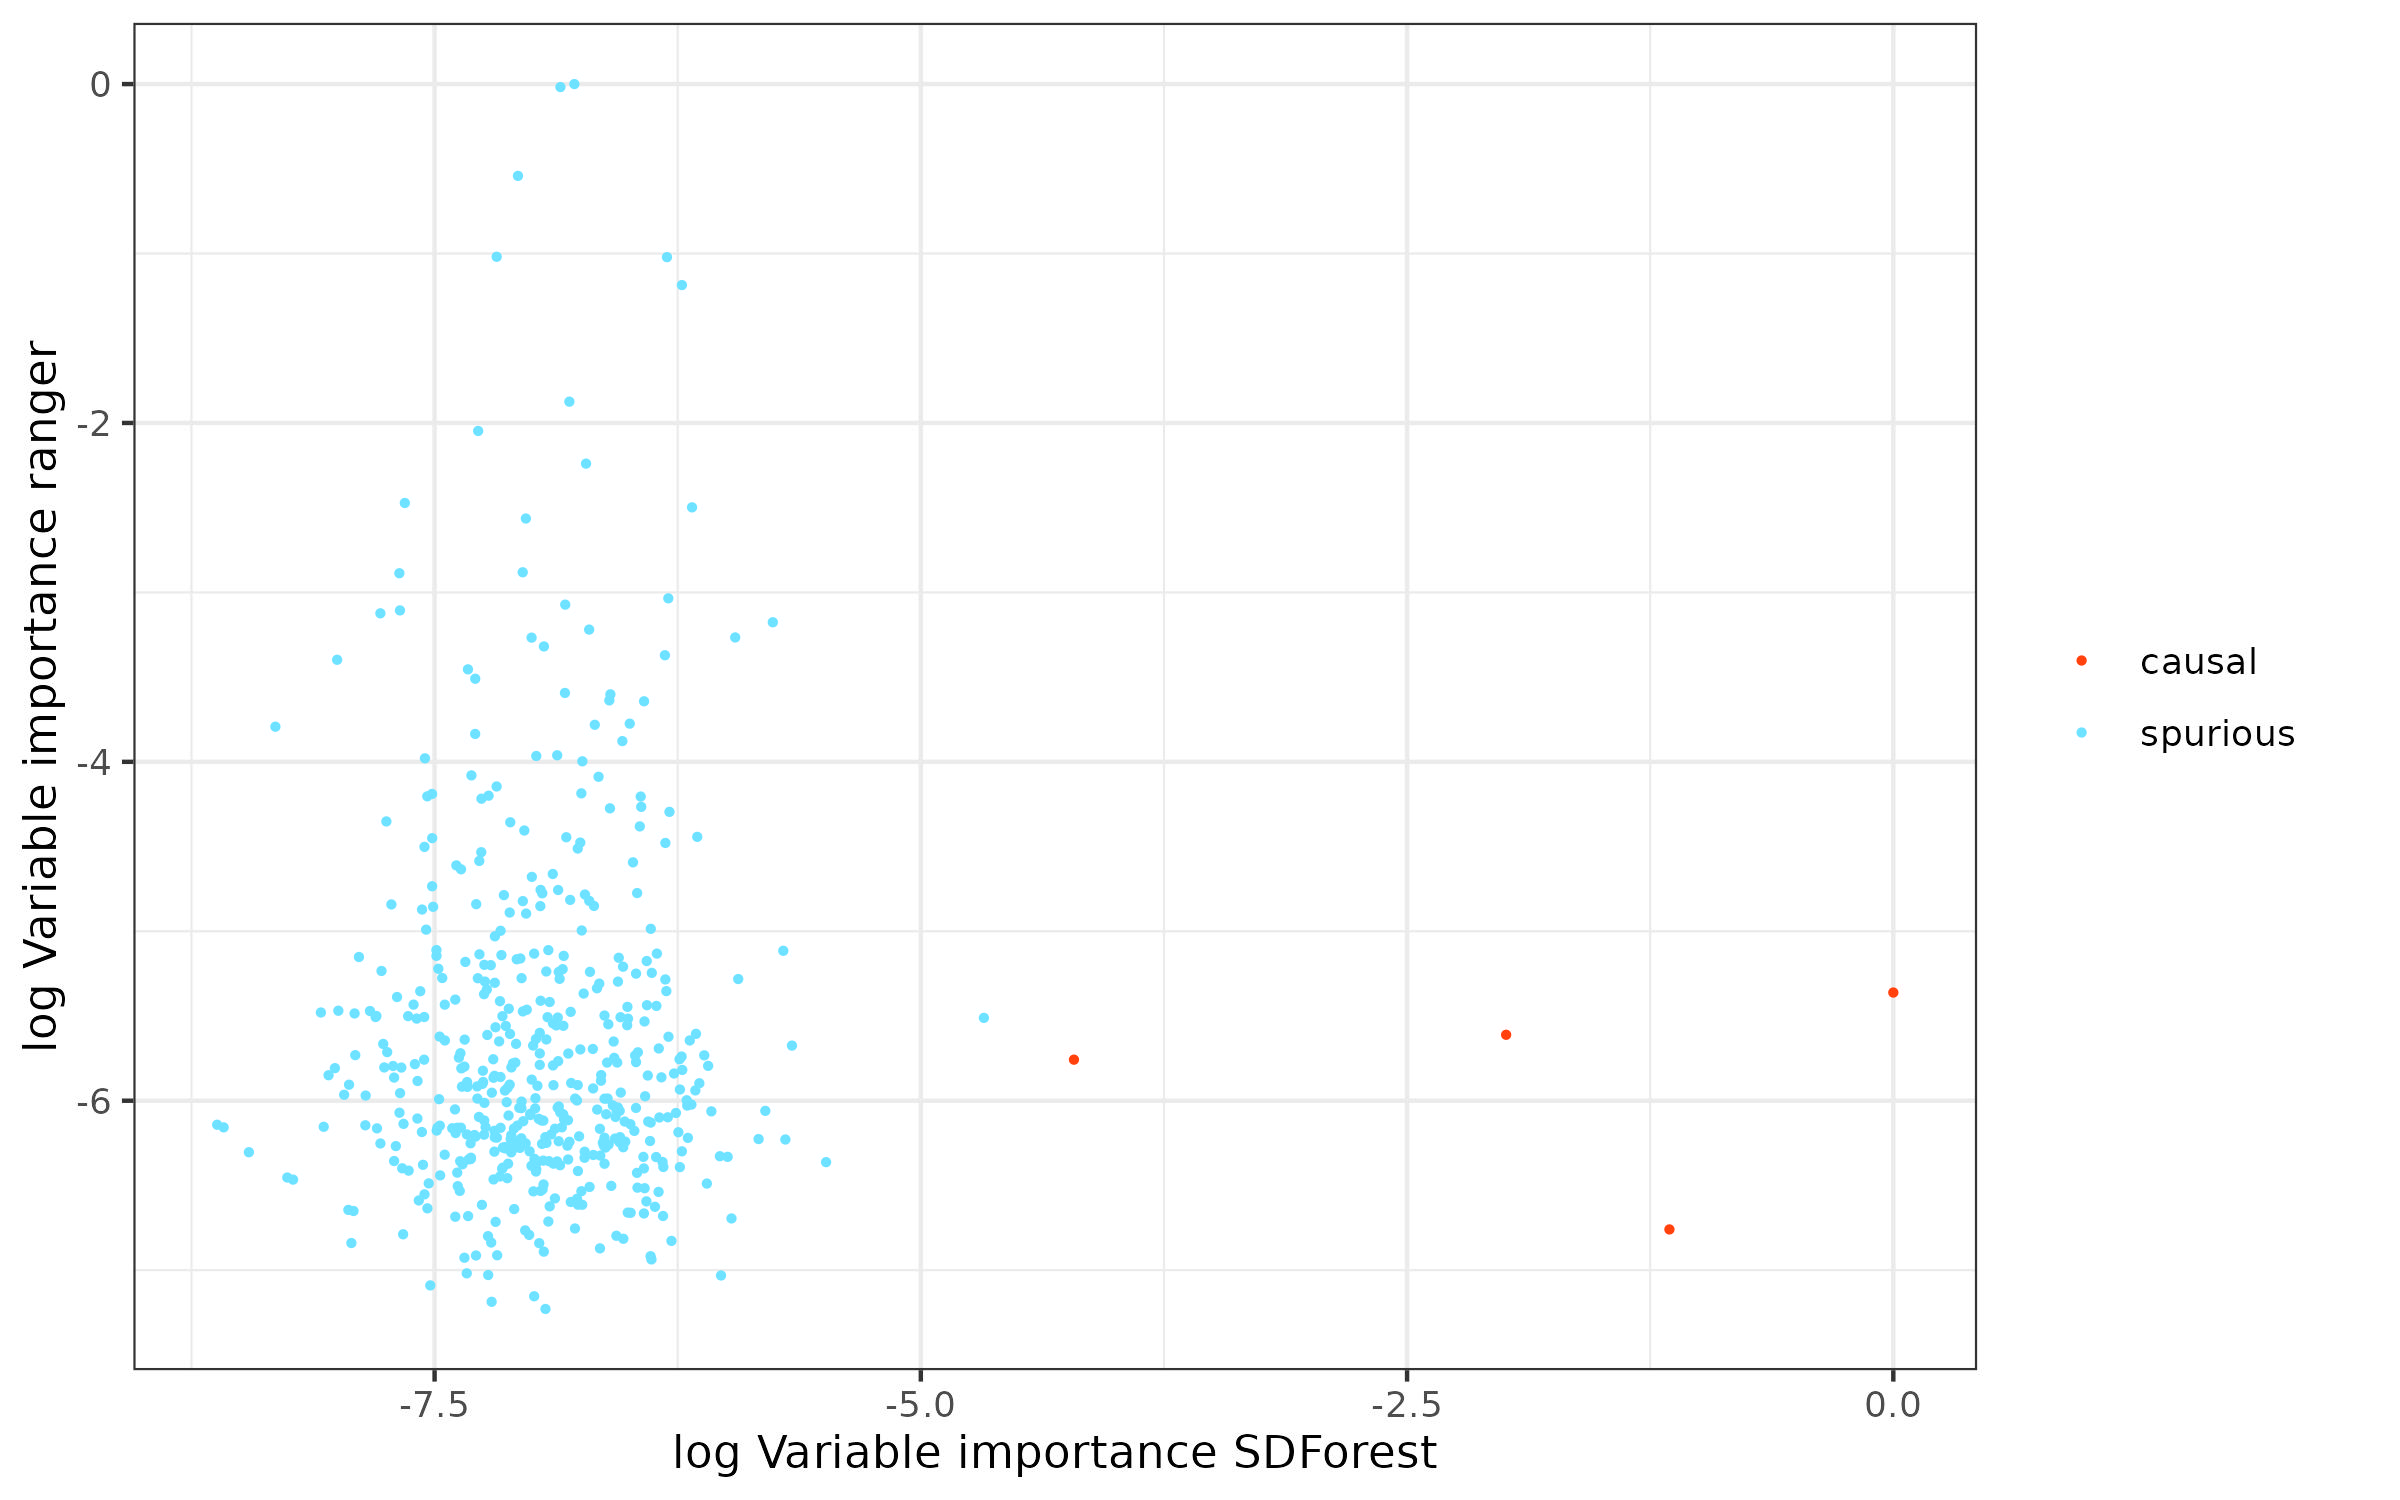 log Variable importance ranger
0
-2
-4
-6
-7.5
-5.0
-2.5
0.0
log Variable importance SDForest
causal
spurious